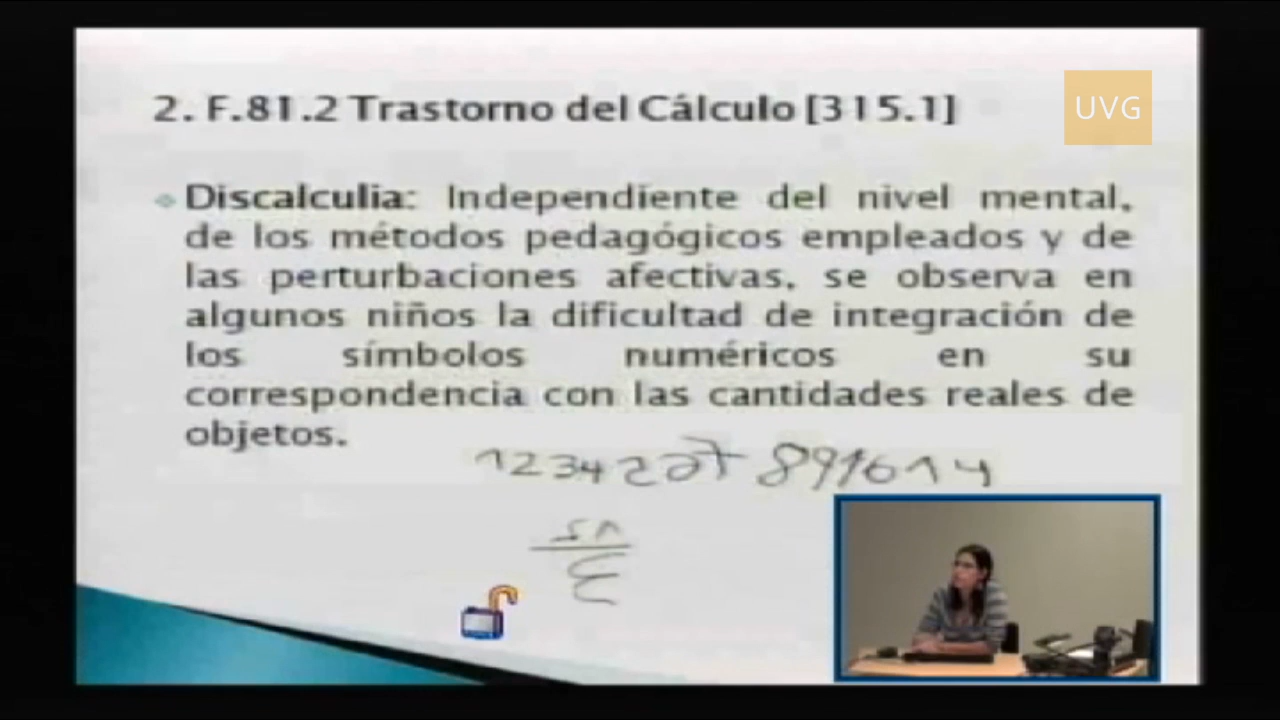 2. F.81.2 Trastorno del Cálculo [315.1]
UVG
Discalculia: Independiente del nivel mental,
de los métodos pedagógicos empleados y de
las perturbaciones afectivas, se observa en
algunos niños la dificultad de integración de
los símbolos numéricos en su
correspondencia con las cantidades reales de
objetos.
1234